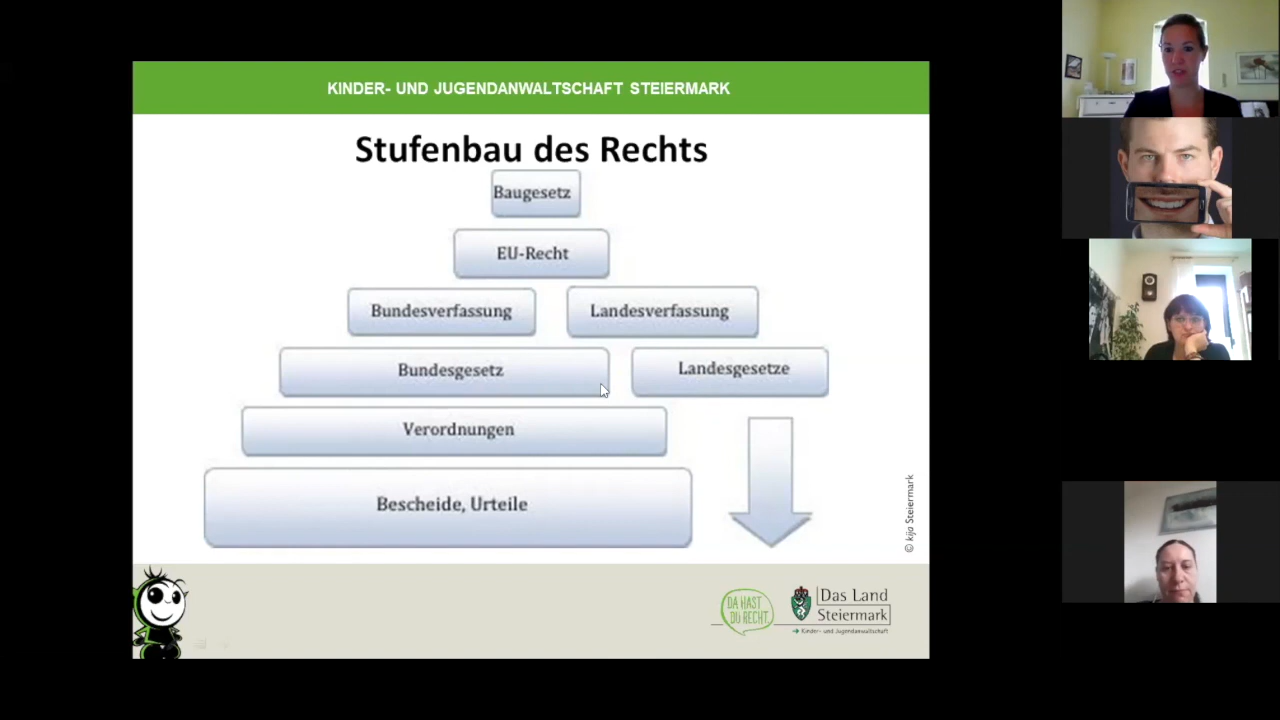 KINDER- UND JUGENDANWALTSCHAFT STEIERMARK
Stufenbau des Rechts
Baugesetz
EU-Recht
Bundesverfassung
Landesverfassung
Bundesgesetz
Landesgesetze
Verordnungen
Bescheide, Urteile
© kija Steiermark
DA HAST
DU RECHT.
Das Land
Steiermark
Kinder- und Jugendanwaltschaft